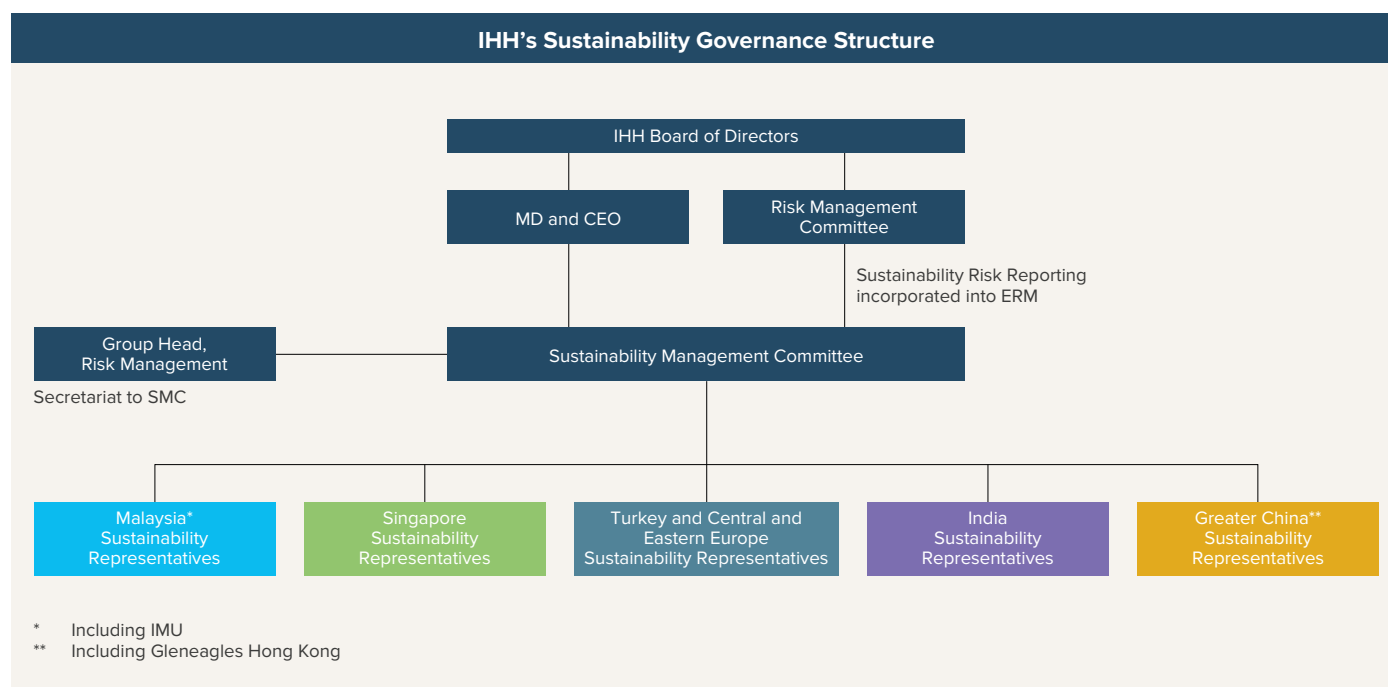 IHH’s Sustainability Governance Structure
IHH Board of Directors
MD and CEO
Risk Management
Committee
Sustainability Risk Reporting
incorporated into ERM
Group Head,
Risk Management
Secretariat to SMC
Sustainability Management Committee
Malaysia*
Sustainability
Representatives
Singapore
Sustainability
Representatives
Turkey and Central and
Eastern Europe
Sustainability Representatives
India
Sustainability
Representatives
Greater China**
Sustainability
Representatives
* Including IMU
** Including Gleneagles Hong Kong